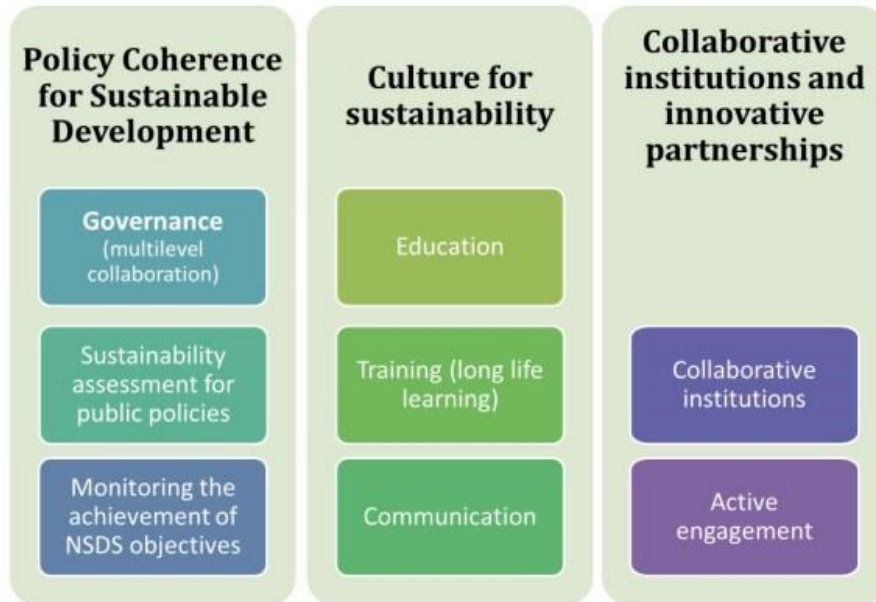 Policy Coherence
for Sustainable
Development
Governance
(multilevel
collaboration)
Sustainability
assessment for
public policies
Monitoring the
achievement of
NSDS objectives
Culture for
sustainability
Education
Training (long life
learning)
Communication
Collaborative
institutions and
innovative
partnerships
Collaborative
institutions
Active
engagement